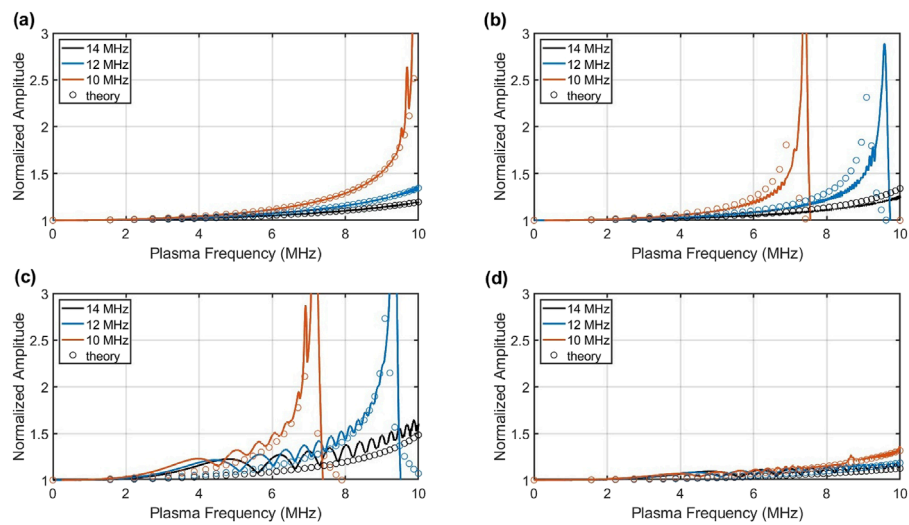 (a)
3
2.5
2
1.5
1
Normalized Amplitude
14 MHz
12 MHz
10 MHz
theory
0 2 4 6 8 10
Plasma Frequency (MHz)
(b)
3
2.5
2
1.5
1
Normalized Amplitude
14 MHz
12 MHz
10 MHz
theory
0 2 4 6 8 10
Plasma Frequency (MHz)
(c)
3
2.5
2
1.5
1
Normalized Amplitude
14 MHz
12 MHz
10 MHz
theory
0 2 4 6 8 10
Plasma Frequency (MHz)
(d)
3
2.5
2
1.5
1
Normalized Amplitude
14 MHz
12 MHz
10 MHz
theory
0 2 4 6 8 10
Plasma Frequency (MHz)